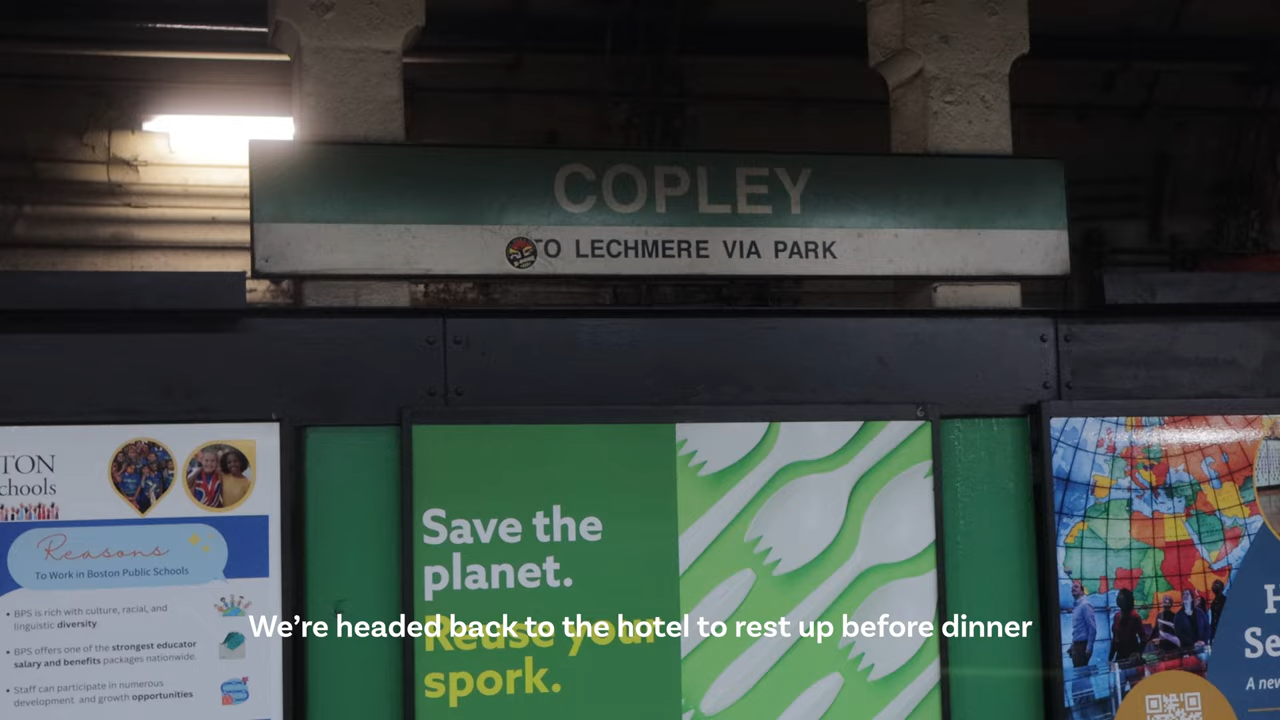 COPLEY
TO LECHMERE VIA PARK
TON
chools
Reasons
To Work in Boston Public Schools
• BPS is rich with culture, racial, and
linguistic diversity.
• BPS offers one of the strongest educator
salary and benefits packages nationwide.
• Staff can participate in numerous
development and growth opportunities
6
Save the
planet.
Reuse your
spork.
H
Se
A new
We’re headed back to the hotel to rest up before dinner